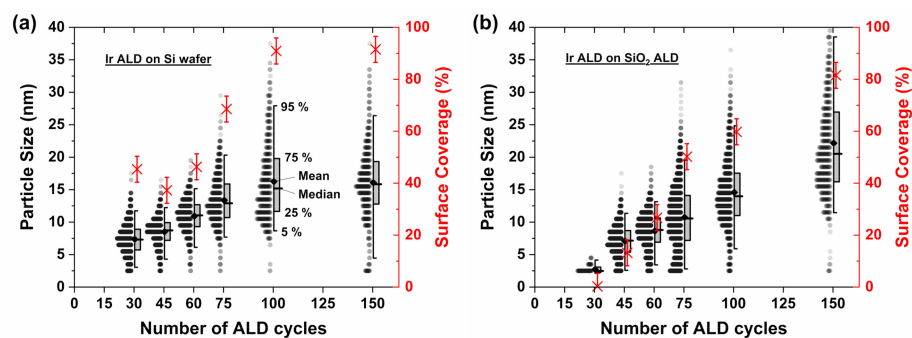 (a)
Ir ALD on Si wafer
Particle Size (nm)
40
35
30
25
20
15
10
5
0
95 %
75 %
Mean
Median
25 %
5 %
100
80
60
40
20
0
Surface Coverage (%)
0 15 30 45 60 75 100 125 150
Number of ALD cycles
(b)
Ir ALD on SiO₂ ALD
Particle Size (nm)
40
35
30
25
20
15
10
5
0
100
80
60
40
20
0
Surface Coverage (%)
0 15 30 45 60 75 100 125 150
Number of ALD cycles